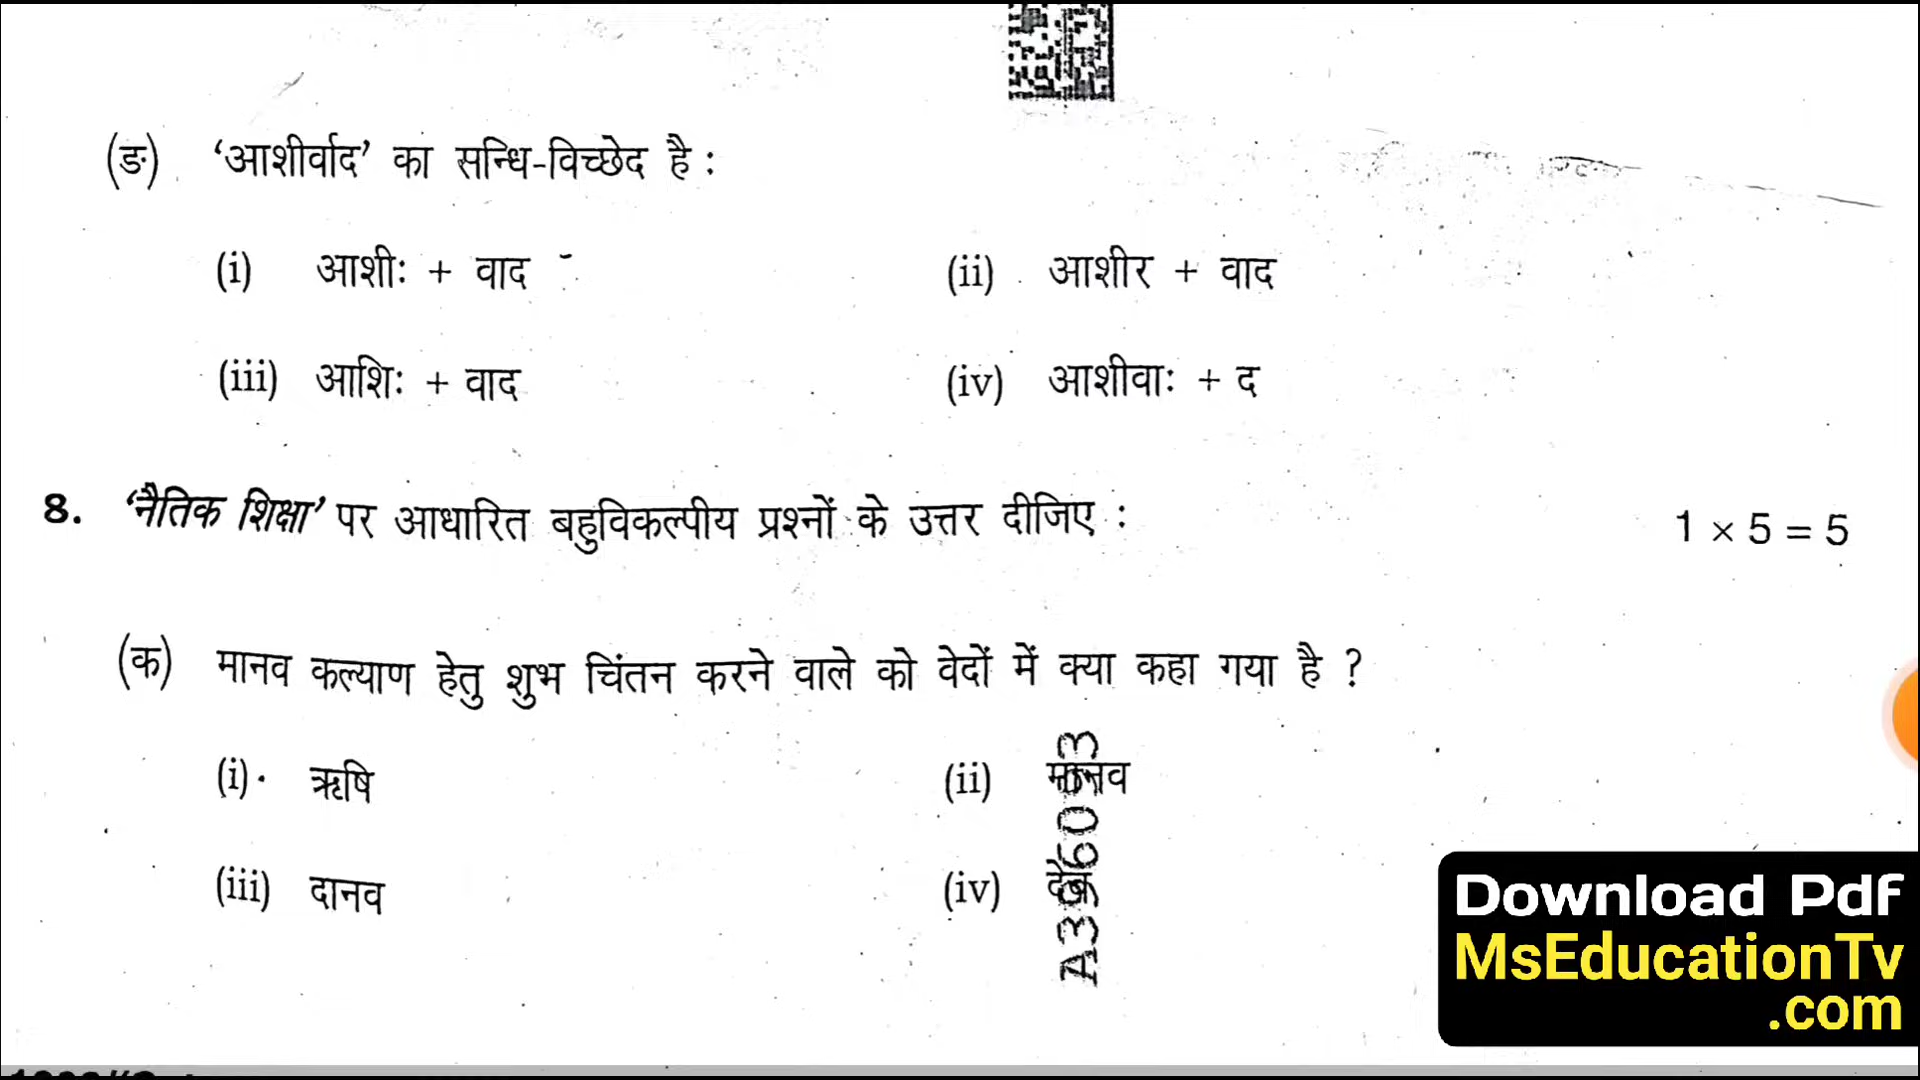 (ङ) 'आशीर्वाद' का सन्धि-विच्छेद है :
(i) आशीः + वाद (ii) आशीर + वाद
(iii) आशिः + वाद (iv) आशीवाः + द
8. 'नैतिक शिक्षा' पर आधारित बहुविकल्पीय प्रश्नों के उत्तर दीजिए : 1 × 5 = 5
(क) मानव कल्याण हेतु शुभ चिंतन करने वाले को वेदों में क्या कहा गया है ?
(i) ऋषि (ii) मानव
(iii) दानव (iv) देव
Download Pdf
MsEducationTv
.com